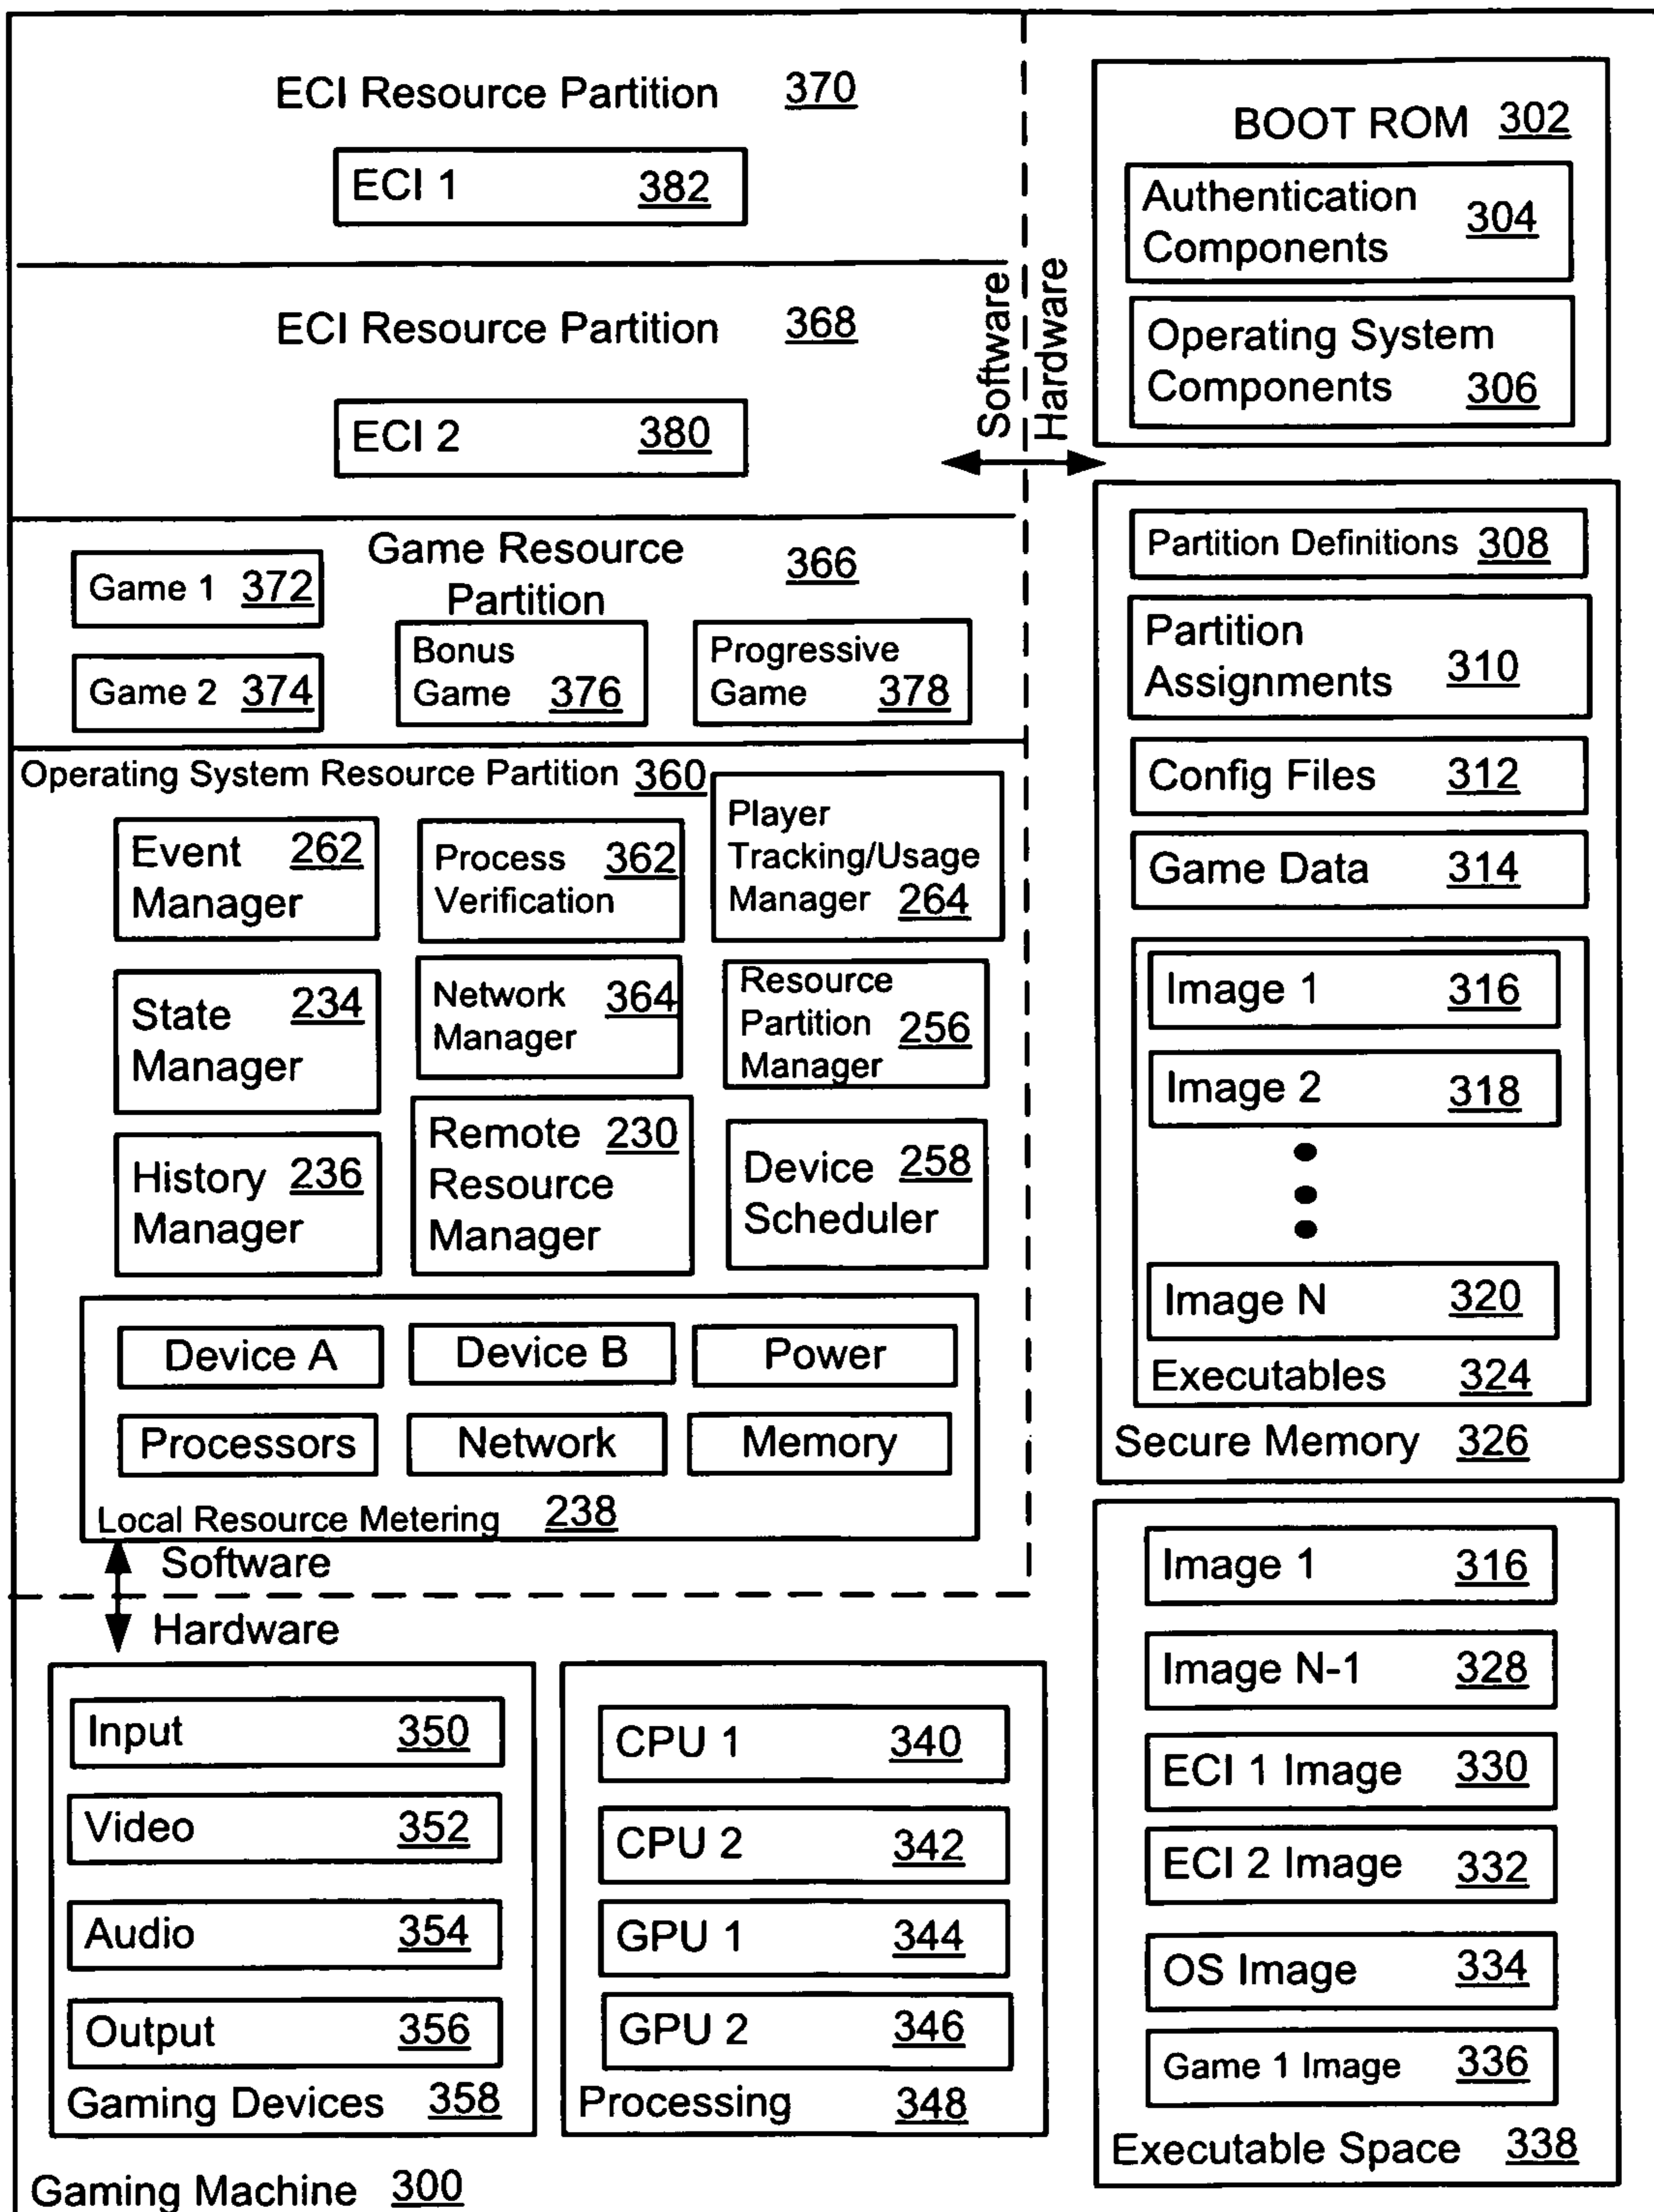 ECI Resource Partition 370
ECI 1 382
ECI Resource Partition 368
ECI 2 380
Software
Hardware
Game Resource
Partition
366
Game 1 372
Game 2 374
Bonus
Game 376
Progressive
Game 378
Operating System Resource Partition 360
Event 262
Manager
Process 362
Verification
Player
Tracking/Usage
Manager 264
State 234
Manager
Network 364
Manager
Resource
Partition 256
Manager
History 236
Manager
Remote 230
Resource
Manager
Device 258
Scheduler
Device A
Device B
Power
Processors
Network
Memory
Local Resource Metering 238
Software
Hardware
Input 350
Video 352
Audio 354
Output 356
Gaming Devices 358
CPU 1 340
CPU 2 342
GPU 1 344
GPU 2 346
Processing 348
Gaming Machine 300
BOOT ROM 302
Authentication
Components 304
Operating System
Components 306
Partition Definitions 308
Partition
Assignments 310
Config Files 312
Game Data 314
Image 1 316
Image 2 318
Image N 320
Executables 324
Secure Memory 326
Image 1 316
Image N-1 328
ECI 1 Image 330
ECI 2 Image 332
OS Image 334
Game 1 Image 336
Executable Space 338